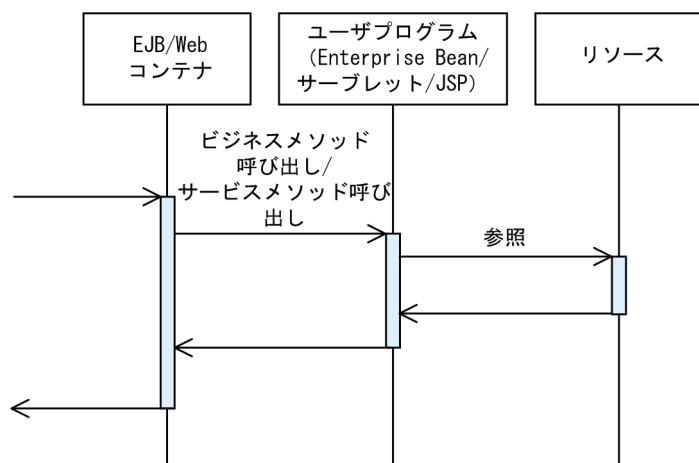 EJB/Web
コンテナ
ユーザプログラム
(Enterprise Bean/
サーブレット/JSP)
リソース
ビジネスメソッド
呼び出し/
サービスメソッド呼び
出し
参照